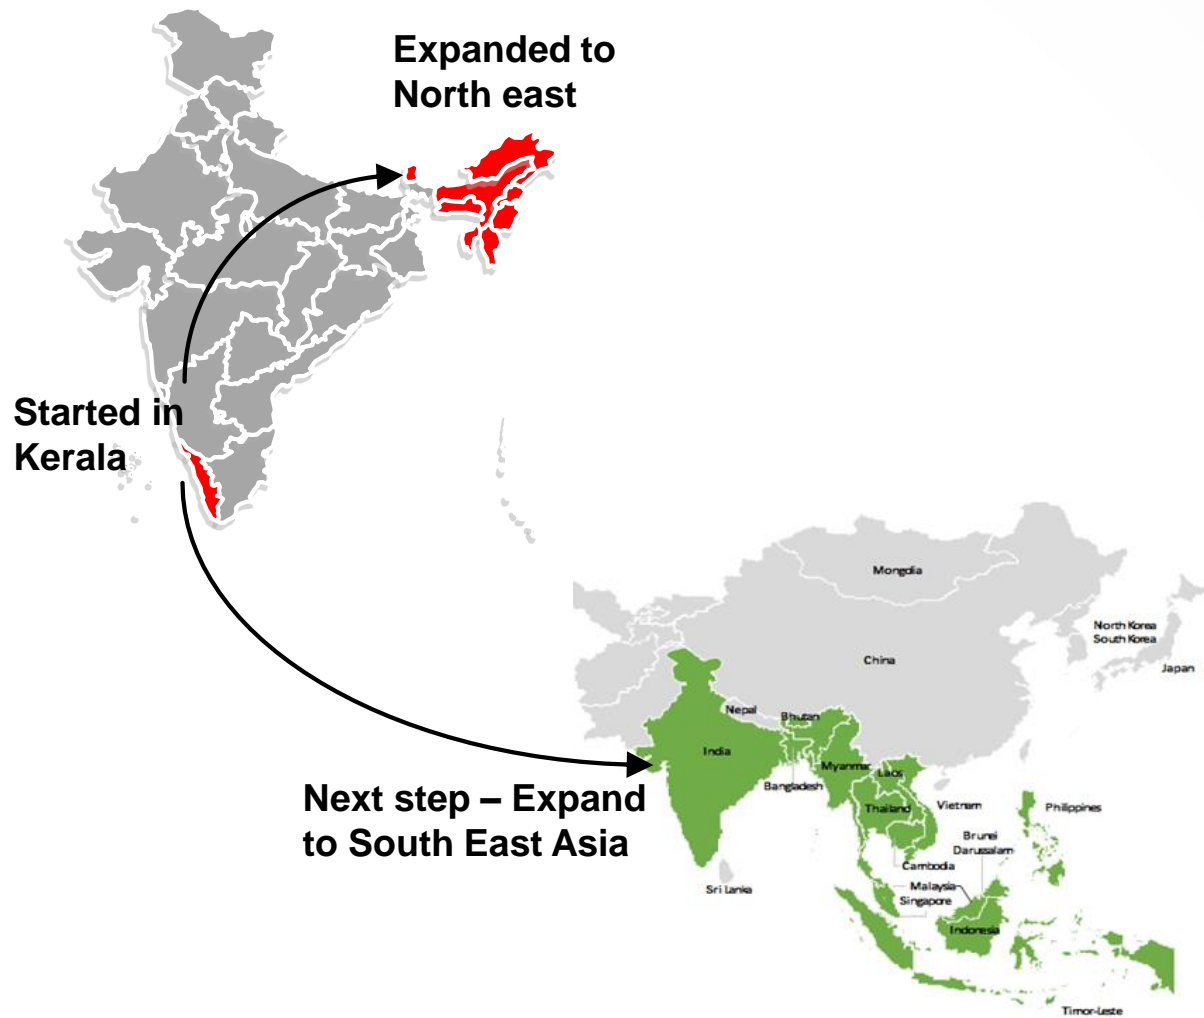 Expanded to
North east
Started in
Kerala
Next step – Expand
to South East Asia
Mongolia
North Korea
South Korea
China
Japan
Nepal
Bhutan
India
Myanmar
Laos
Bangladesh
Thailand
Vietnam
Philippines
Brunei
Darussalam
Cambodia
Sri Lanka
Malaysia
Singapore
Indonesia
Timor-Leste